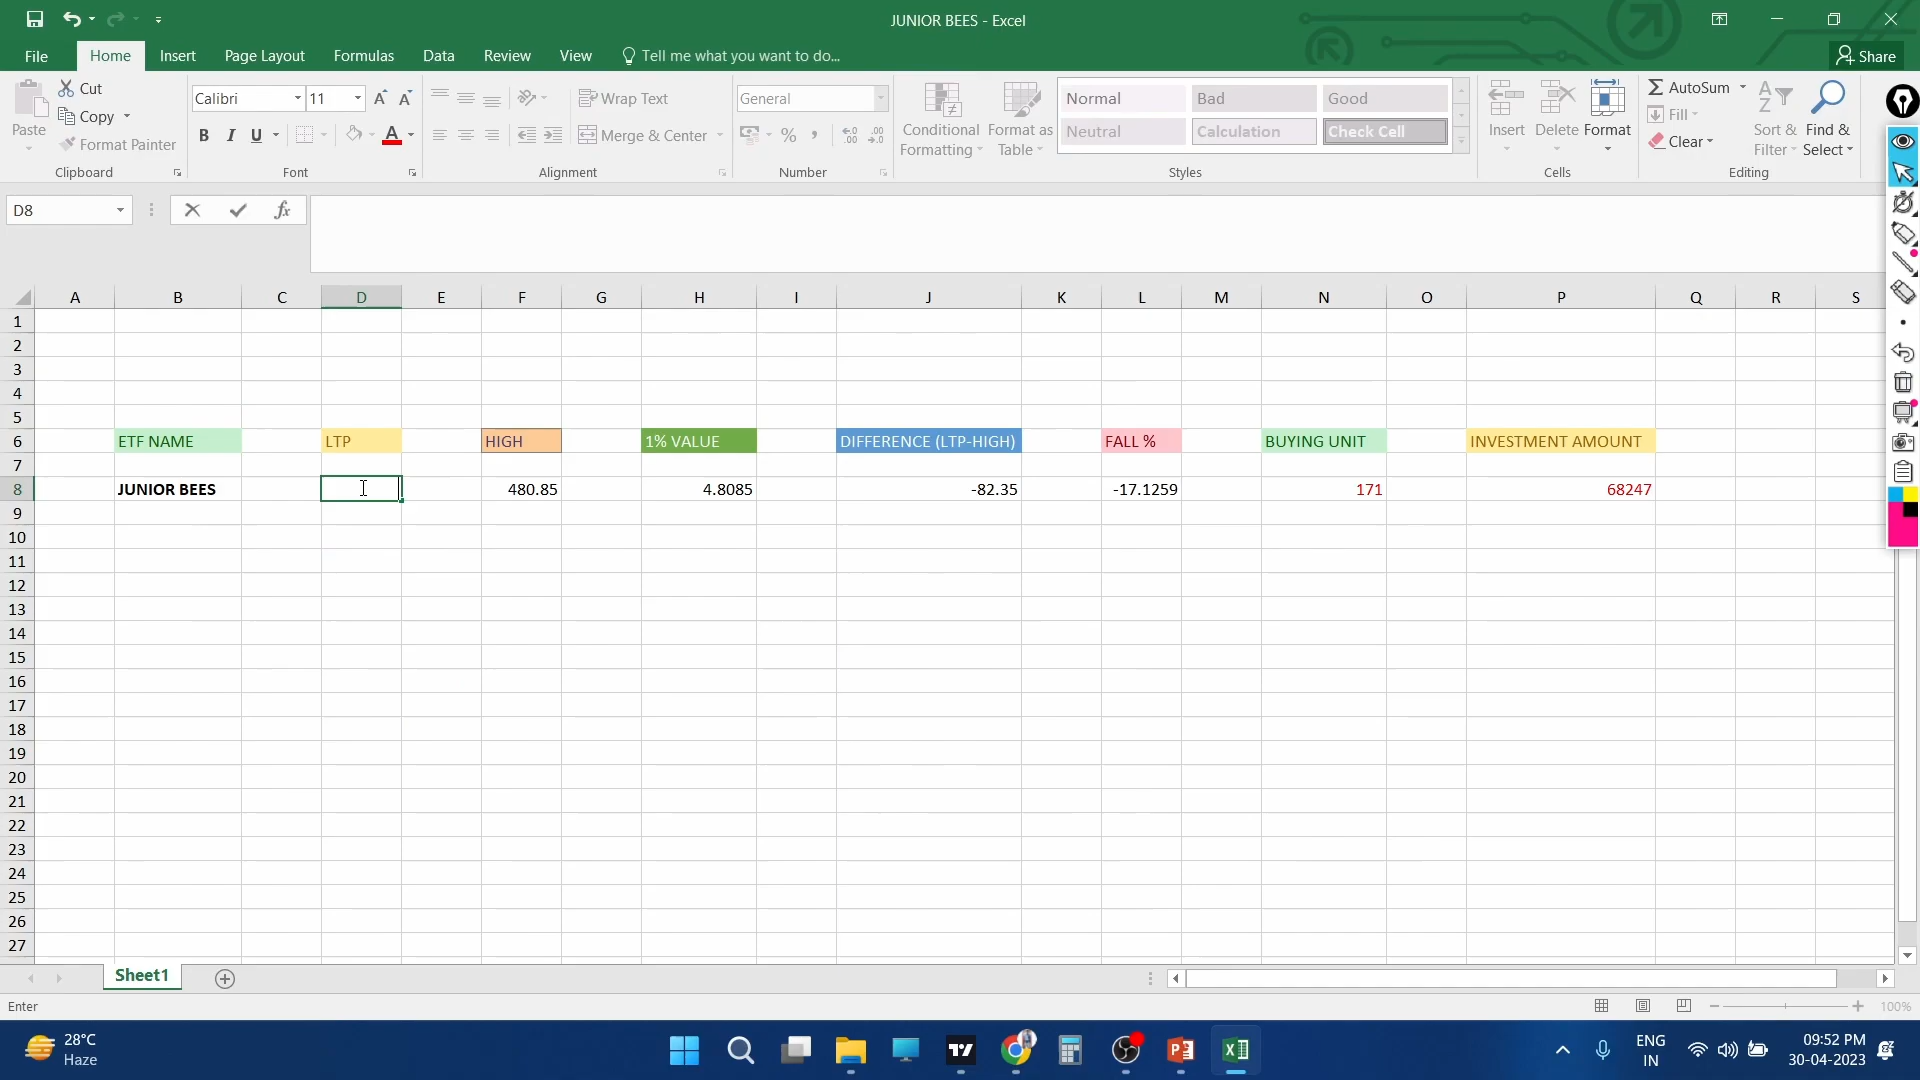 JUNIOR BEES - Excel
File Home Insert Page Layout Formulas Data Review View Tell me what you want to do... Share
Paste
Cut
Copy
Format Painter
Clipboard
Calibri 11
B I U
Font
Wrap Text
Merge & Center
Alignment
General
%
Number
Conditional Formatting
Format as Table
Normal Bad Good
Neutral Calculation Check Cell
Styles
Insert Delete Format
Cells
AutoSum
Fill
Clear
Sort & Filter
Find & Select
Editing
D8 fx
A B C D E F G H I J K L M N O P Q R S
1
2
3
4
5
6 ETF NAME LTP HIGH 1% VALUE DIFFERENCE (LTP-HIGH) FALL % BUYING UNIT INVESTMENT AMOUNT
7
8 JUNIOR BEES 480.85 4.8085 -82.35 -17.1259 171 68247
9
10
11
12
13
14
15
16
17
18
19
20
21
22
23
24
25
26
27
Sheet1
Enter 100%
28°C
Haze
ENG
IN
09:52 PM
30-04-2023